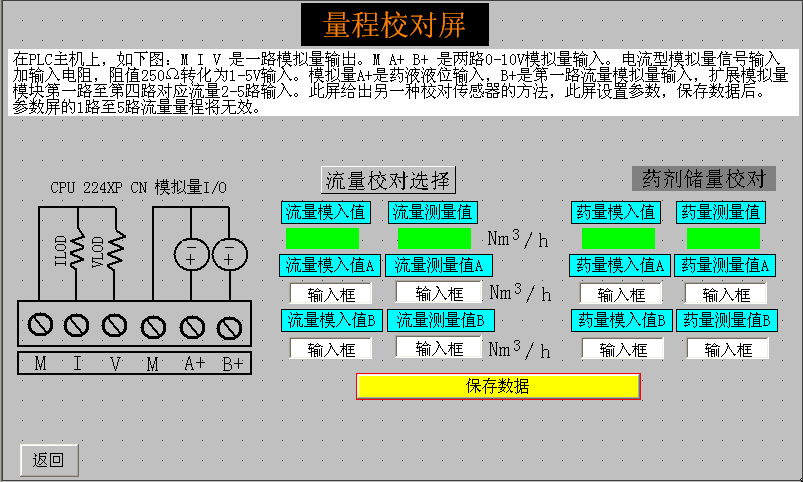 量程校对屏
在PLC主机上，如下图：M I V 是一路模拟量输出。M A+ B+ 是两路0-10V模拟量输入。电流型模拟量信号输入
加输入电阻，阻值250Ω转化为1-5V输入。模拟量A+是药液液位输入，B+是第一路流量模拟量输入，扩展模拟量
模块第一路至第四路对应流量2-5路输入。此屏给出另一种校对传感器的方法，此屏设置参数，保存数据后。
参数屏的1路至5路流量量程将无效。
CPU 224XP CN 模拟量I/O
流量校对选择
药剂储量校对
流量模入值 流量测量值 药量模入值 药量测量值
Nm³/h
流量模入值A 流量测量值A 药量模入值A 药量测量值A
输入框 输入框 Nm³/h 输入框 输入框
流量模入值B 流量测量值B 药量模入值B 药量测量值B
输入框 输入框 Nm³/h 输入框 输入框
ILOD VLOD
M I V M A+ B+
保存数据
返回